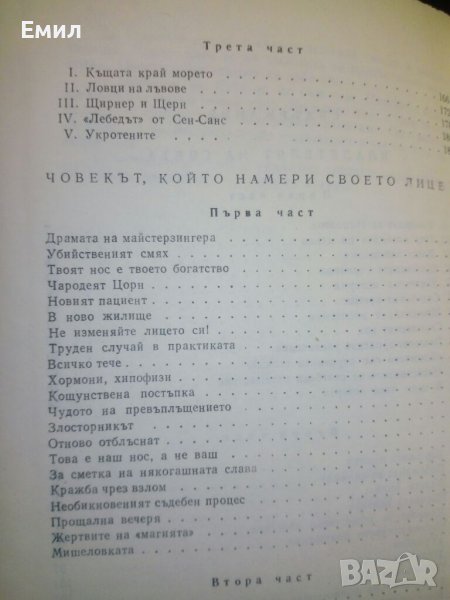 Емил
Трета част
I. Къщата край морето
II. Ловци на лъвове
III. Щирнер и Щерн
IV. «Лебедът» от Сен-Санс
V. Укротените
ЧОВЕКЪТ, КОЙТО НАМЕРИ СВОЕТО ЛИЦЕ
Първа част
Драмата на майстерзингера
Убийственият смях
Твоят нос е твоето богатство
Чародеят Цорн
Новият пациент
В ново жилище
Не изменяйте лицето си!
Труден случай в практиката
Всичко тече
Хормони, хипофизи
Кощунствена постъпка
Чудото на превъплъщението
Злосторникът
Отново отблъснат
Това е наш нос, а не ваш
За сметка на някогашната слава
Кражба чрез взлом
Необикновеният съдебен процес
Прощална вечеря
Жертвите на «магията»
Мишеловката
Втора част
BAZAR